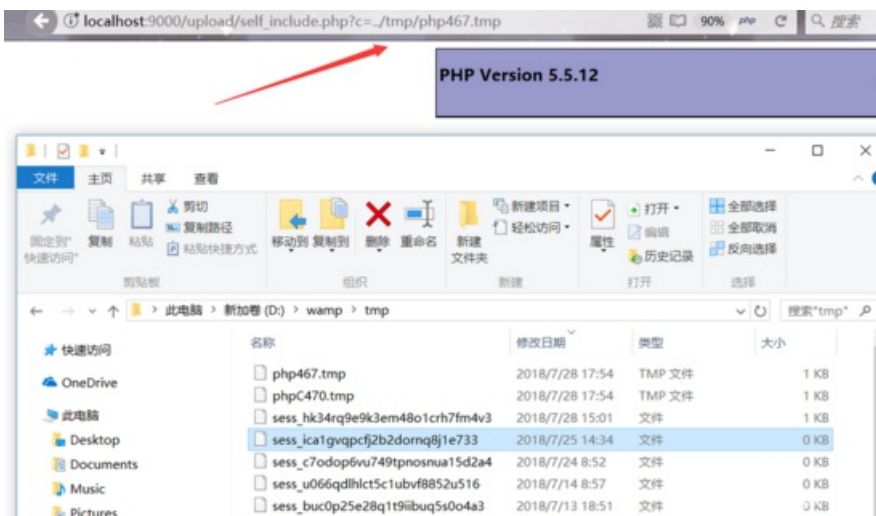 localhost:9000/upload/self_include.php?c=../tmp/php467.tmp 90% php 搜索
PHP Version 5.5.12
文件 主页 共享 查看
固定到"快速访问" 复制 粘贴 剪切 复制路径 粘贴快捷方式 移动到 复制到 删除 重命名 新建文件夹 新建项目 轻松访问 属性 打开 编辑 历史记录 全部选择 全部取消 反向选择
剪贴板 组织 新建 打开 选择
此电脑 > 新加卷 (D:) > wamp > tmp 搜索"tmp"
名称 修改日期 类型 大小
快速访问
OneDrive
此电脑
Desktop
Documents
Music
Pictures
php467.tmp 2018/7/28 17:54 TMP 文件 1 KB
phpC470.tmp 2018/7/28 17:54 TMP 文件 1 KB
sess_hk34rq9e9k3em48o1crh7fm4v3 2018/7/28 15:01 文件 1 KB
sess_ica1gvqpcfj2b2dornq8j1e733 2018/7/25 14:34 文件 0 KB
sess_c7odop6vu749tpnosnua15d2a4 2018/7/24 8:52 文件 0 KB
sess_u066qdlhlct5c1ubvf8852u516 2018/7/14 8:57 文件 0 KB
sess_buc0p25e28q1t9iibuq5s0o4a3 2018/7/13 18:51 文件 0 KB